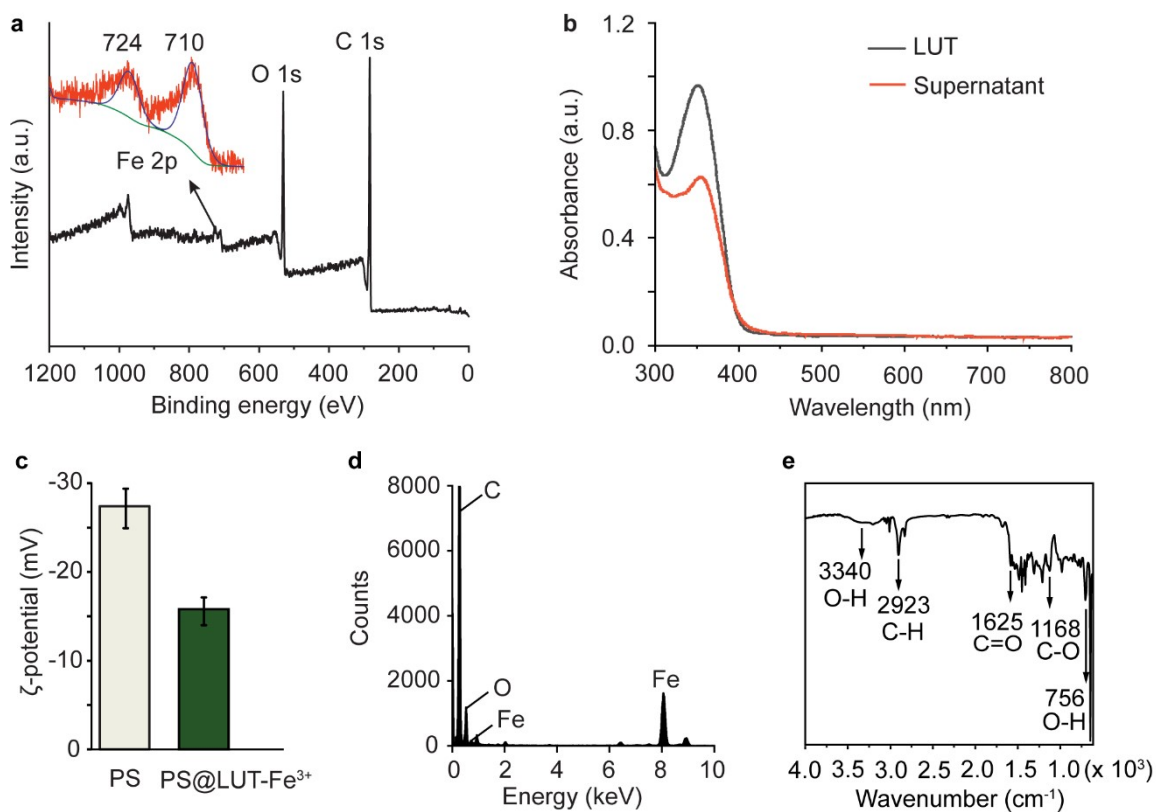 a
724 710
C 1s
O 1s
Fe 2p
Intensity (a.u.)
1200 1000 800 600 400 200 0
Binding energy (eV)
b
1.2
0.8
0.4
0.0
LUT
Supernatant
Absorbance (a.u.)
300 400 500 600 700 800
Wavelength (nm)
c
-30
-20
-10
0
ζ-potential (mV)
PS PS@LUT-Fe³⁺
d
8000
6000
4000
2000
0
Counts
C
O
Fe
Fe
0 2 4 6 8 10
Energy (keV)
e
3340
O-H
2923
C-H
1625
C=O
1168
C-O
756
O-H
4.0 3.5 3.0 2.5 2.0 1.5 1.0 (x 10³)
Wavenumber (cm⁻¹)